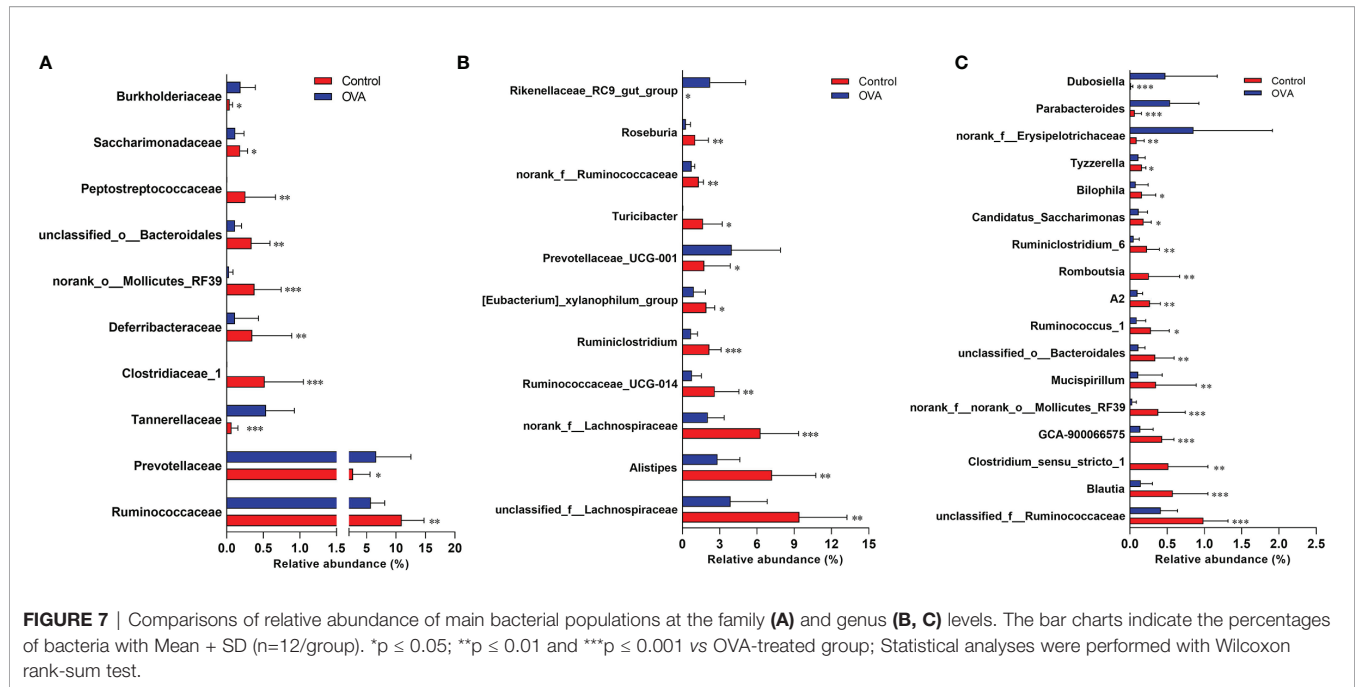 A
Control
OVA
Burkholderiaceae
*
Saccharimonadaceae
*
Peptostreptococcaceae
**
unclassified_o__Bacteroidales
**
norank_o__Mollicutes_RF39
***
Deferribacteraceae
**
Clostridiaceae_1
***
Tannerellaceae
***
Prevotellaceae
*
Ruminococcaceae
**
0.0 0.5 1.0 1.5 5 10 15 20
Relative abundance (%)
B
Control
OVA
Rikenellaceae_RC9_gut_group
*
Roseburia
**
norank_f__Ruminococcaceae
**
Turicibacter
*
Prevotellaceae_UCG-001
*
[Eubacterium]_xylanophilum_group
*
Ruminiclostridium
***
Ruminococcaceae_UCG-014
**
norank_f__Lachnospiraceae
***
Alistipes
**
unclassified_f__Lachnospiraceae
**
0 3 6 9 12 15
Relative abundance (%)
C
Control
OVA
Dubosiella
***
Parabacteroides
***
norank_f__Erysipelotrichaceae
**
Tyzzerella
*
Bilophila
*
Candidatus_Saccharimonas
*
Ruminiclostridium_6
**
Romboutsia
**
A2
**
Ruminococcus_1
*
unclassified_o__Bacteroidales
**
Mucispirillum
**
norank_f__norank_o__Mollicutes_RF39
***
GCA-900066575
***
Clostridium_sensu_stricto_1
**
Blautia
***
unclassified_f__Ruminococcaceae
***
0.0 0.5 1.0 1.5 2.0 2.5
Relative abundance (%)
FIGURE 7 | Comparisons of relative abundance of main bacterial populations at the family (A) and genus (B, C) levels. The bar charts indicate the percentages
of bacteria with Mean + SD (n=12/group). *p ≤ 0.05; **p ≤ 0.01 and ***p ≤ 0.001 vs OVA-treated group; Statistical analyses were performed with Wilcoxon
rank-sum test.